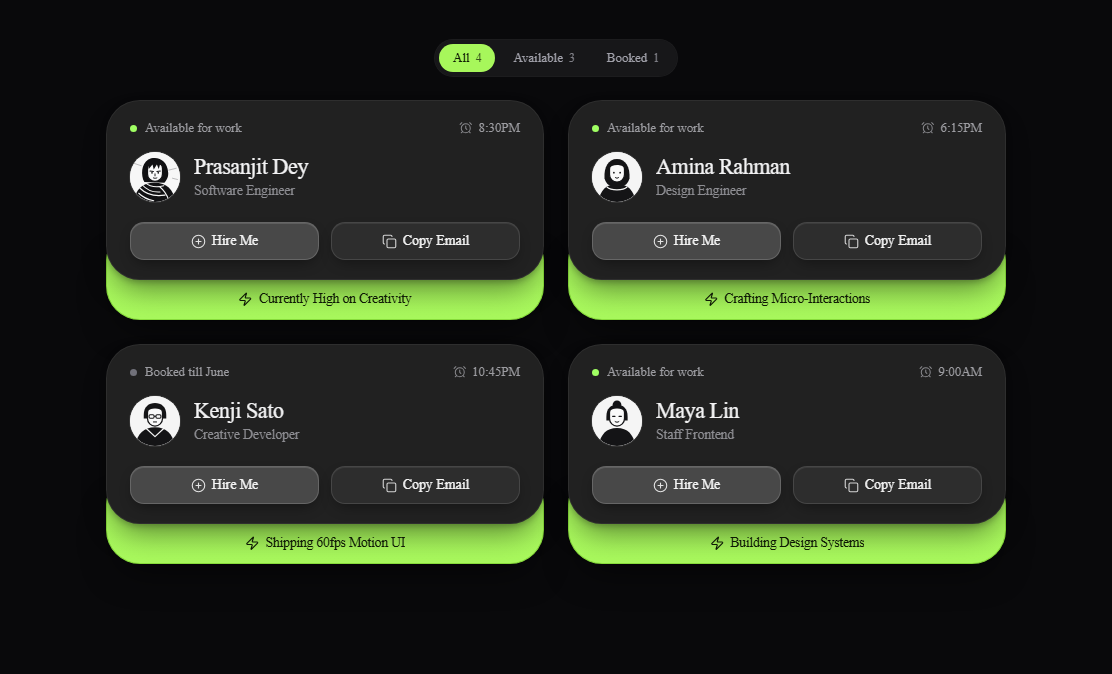 All 4 Available 3 Booked 1
Available for work 8:30PM
Prasanjit Dey
Software Engineer
Hire Me Copy Email
Currently High on Creativity
Available for work 6:15PM
Amina Rahman
Design Engineer
Hire Me Copy Email
Crafting Micro-Interactions
Booked till June 10:45PM
Kenji Sato
Creative Developer
Hire Me Copy Email
Shipping 60fps Motion UI
Available for work 9:00AM
Maya Lin
Staff Frontend
Hire Me Copy Email
Building Design Systems